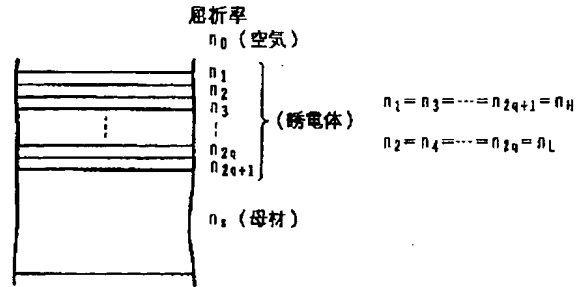 屈折率
n₀ (空気)
n₁
n₂
n₃
(誘電体)
n₁=n₃=-----=n₂q+₁=nH
n₂=n₄=-----=n₂q=nL
n₂q
n₂q+₁
nₛ (母材)